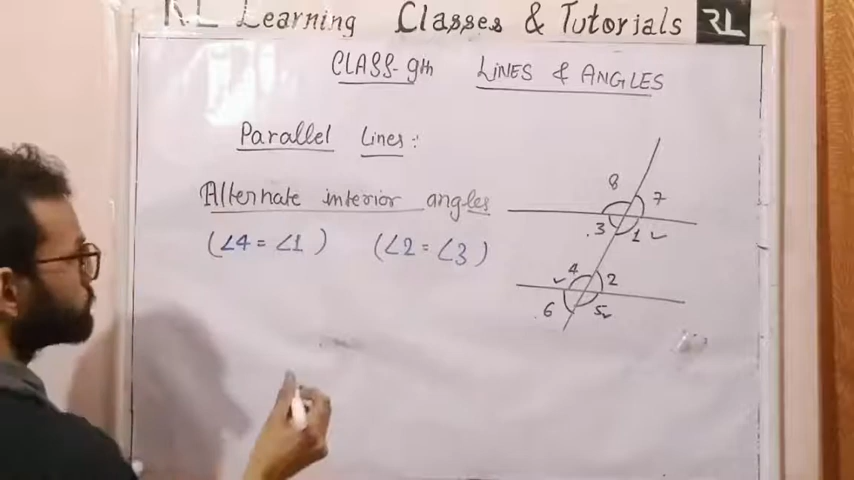 RL Learning Classes & Tutorials RL
CLASS-9th LINES & ANGLES
Parallel Lines:
Alternate interior angles
(∠4 = ∠1) (∠2 = ∠3)
8 7
3 1
4 2
6 5